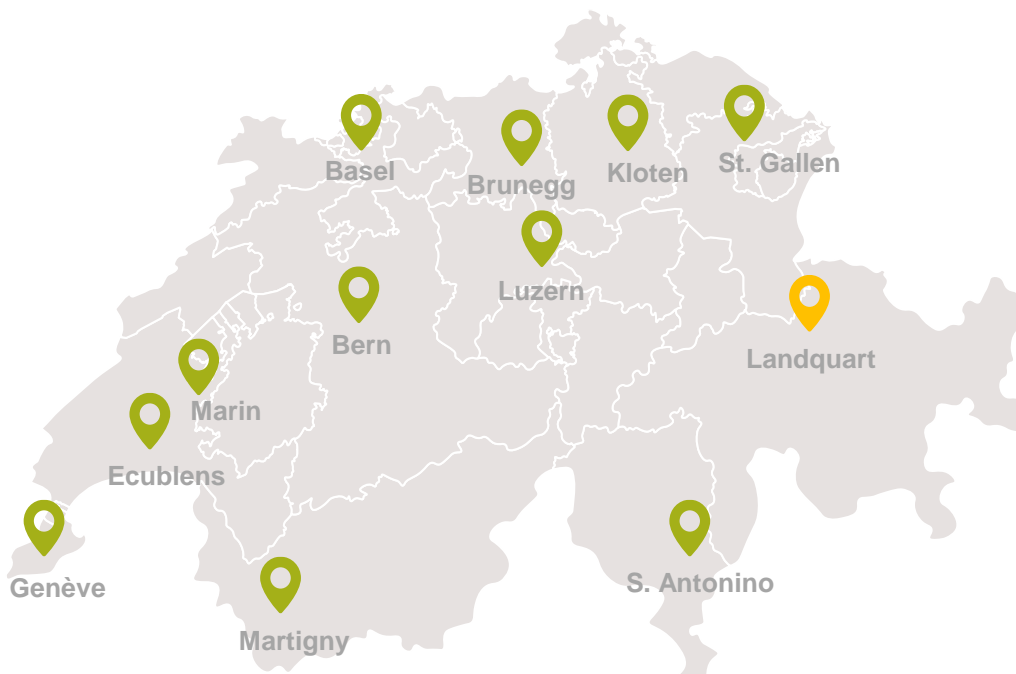 Basel
Brunegg
Kloten
St. Gallen
Luzern
Bern
Landquart
Marin
Ecublens
Genève
S. Antonino
Martigny